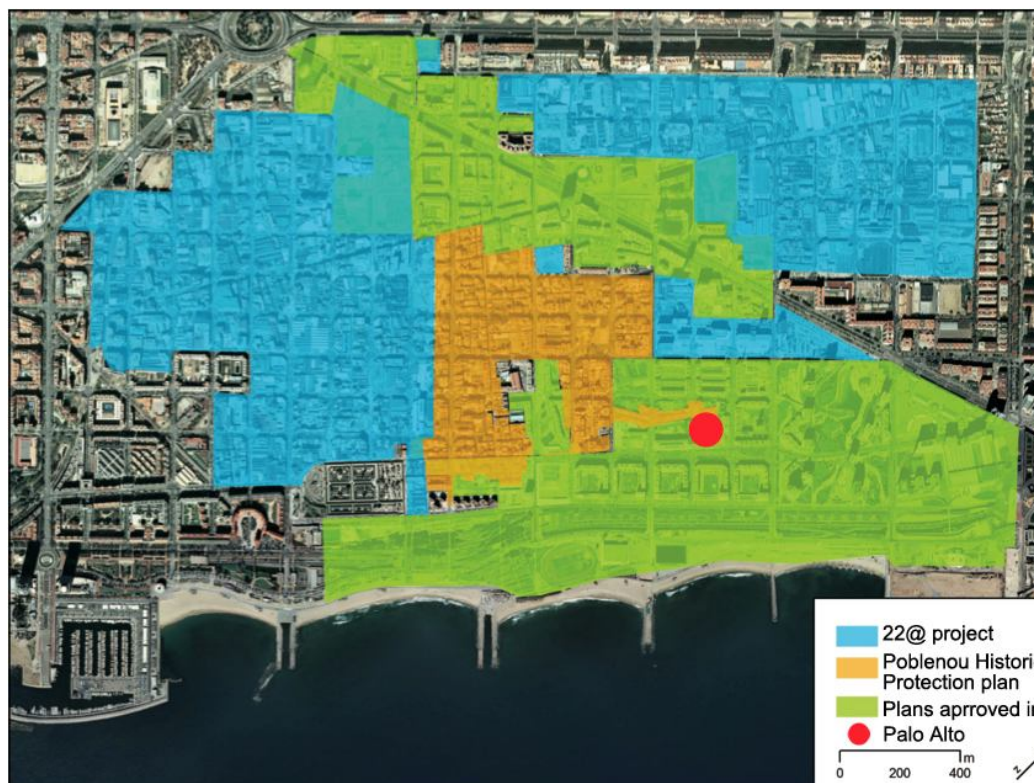 22@ project
Poblenou Histori
Protection plan
Plans aprroved in
Palo Alto
m
0 200 400
z